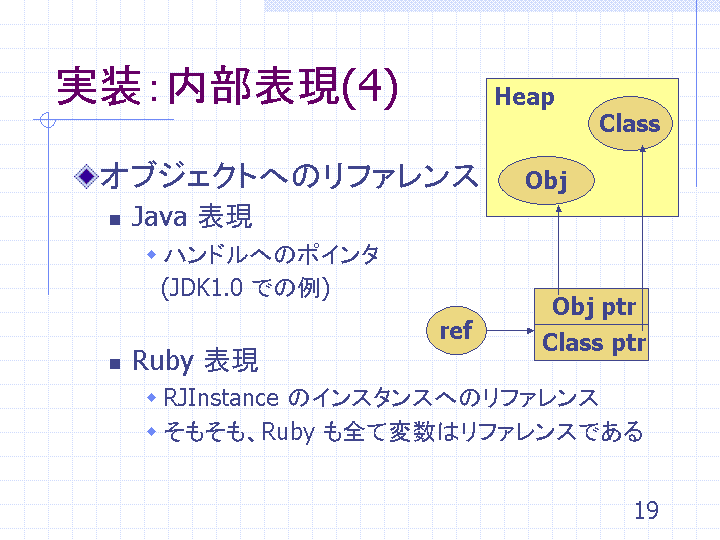 実装：内部表現(4)
オブジェクトへのリファレンス
Java 表現
ハンドルへのポインタ
(JDK1.0 での例)
Ruby 表現
RJInstance のインスタンスへのリファレンス
そもそも、Ruby も全て変数はリファレンスである
Heap
Class
Obj
Obj ptr
ref
Class ptr
19